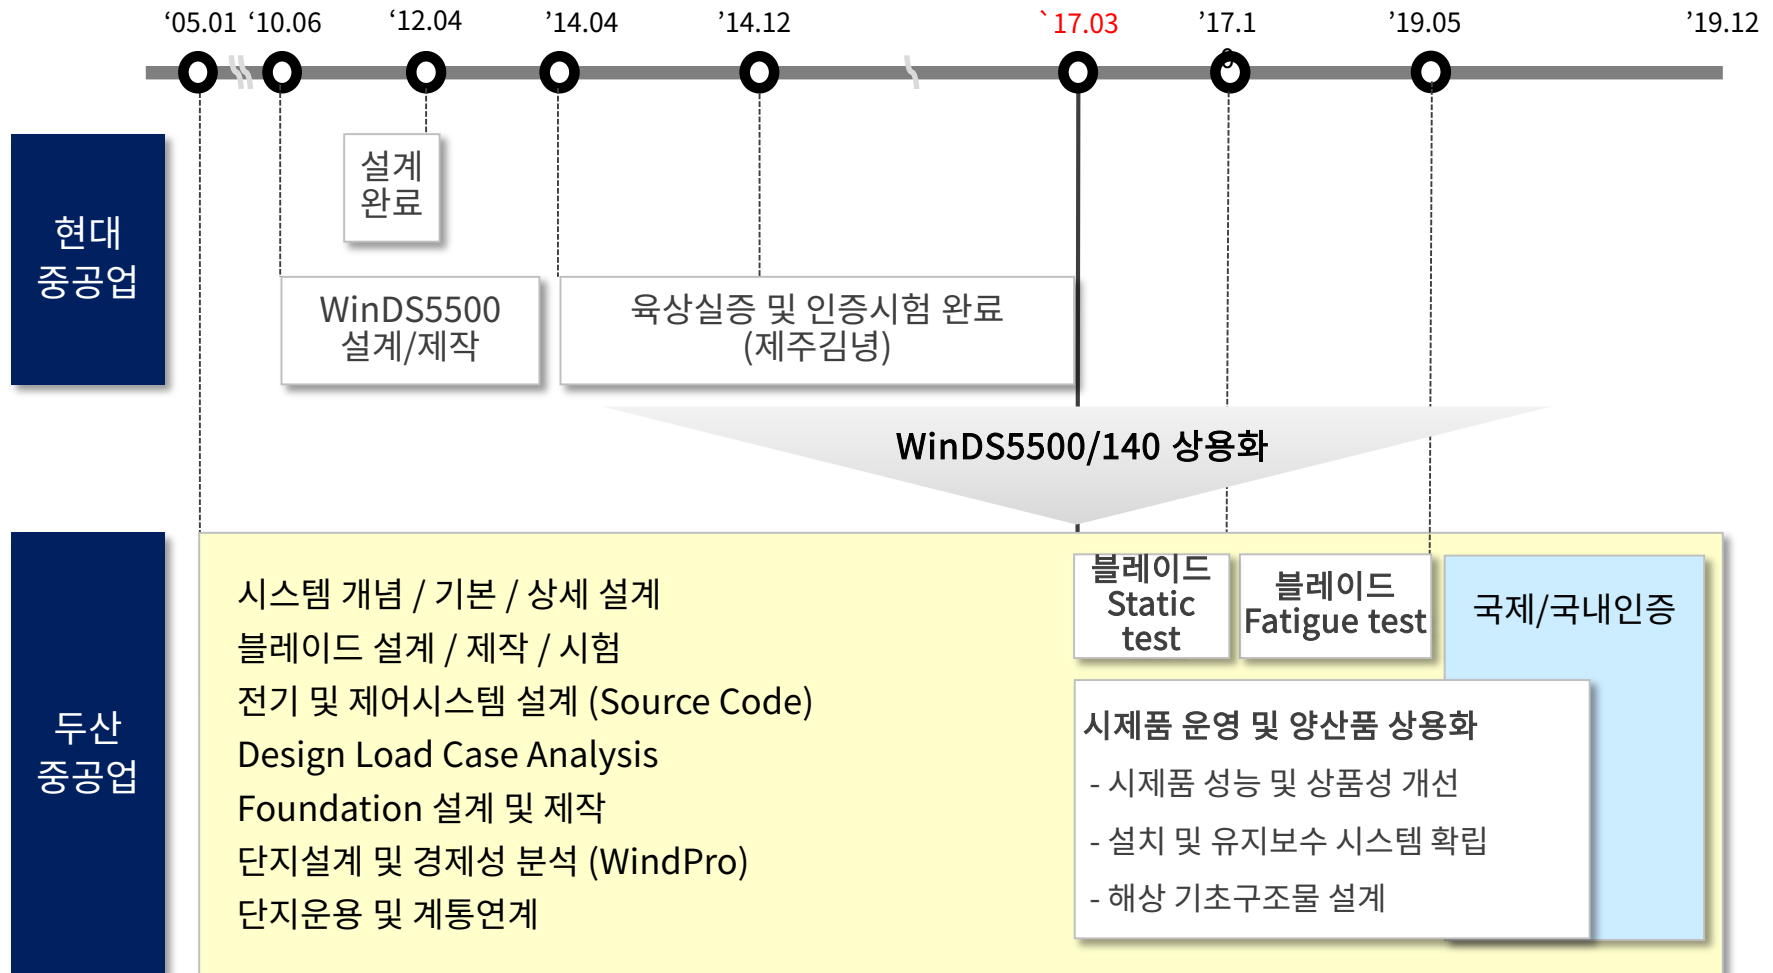 ‘05.01 ‘10.06 ‘12.04 ’14.04 ’14.12 `17.03 ’17.1 ’19.05 ’19.12
0
현대
중공업
설계
완료
WinDS5500
설계/제작
육상실증 및 인증시험 완료
(제주김녕)
WinDS5500/140 상용화
두산
중공업
시스템 개념 / 기본 / 상세 설계
블레이드 설계 / 제작 / 시험
전기 및 제어시스템 설계 (Source Code)
Design Load Case Analysis
Foundation 설계 및 제작
단지설계 및 경제성 분석 (WindPro)
단지운용 및 계통연계
블레이드
Static
test
블레이드
Fatigue test
국제/국내인증
시제품 운영 및 양산품 상용화
- 시제품 성능 및 상품성 개선
- 설치 및 유지보수 시스템 확립
- 해상 기초구조물 설계